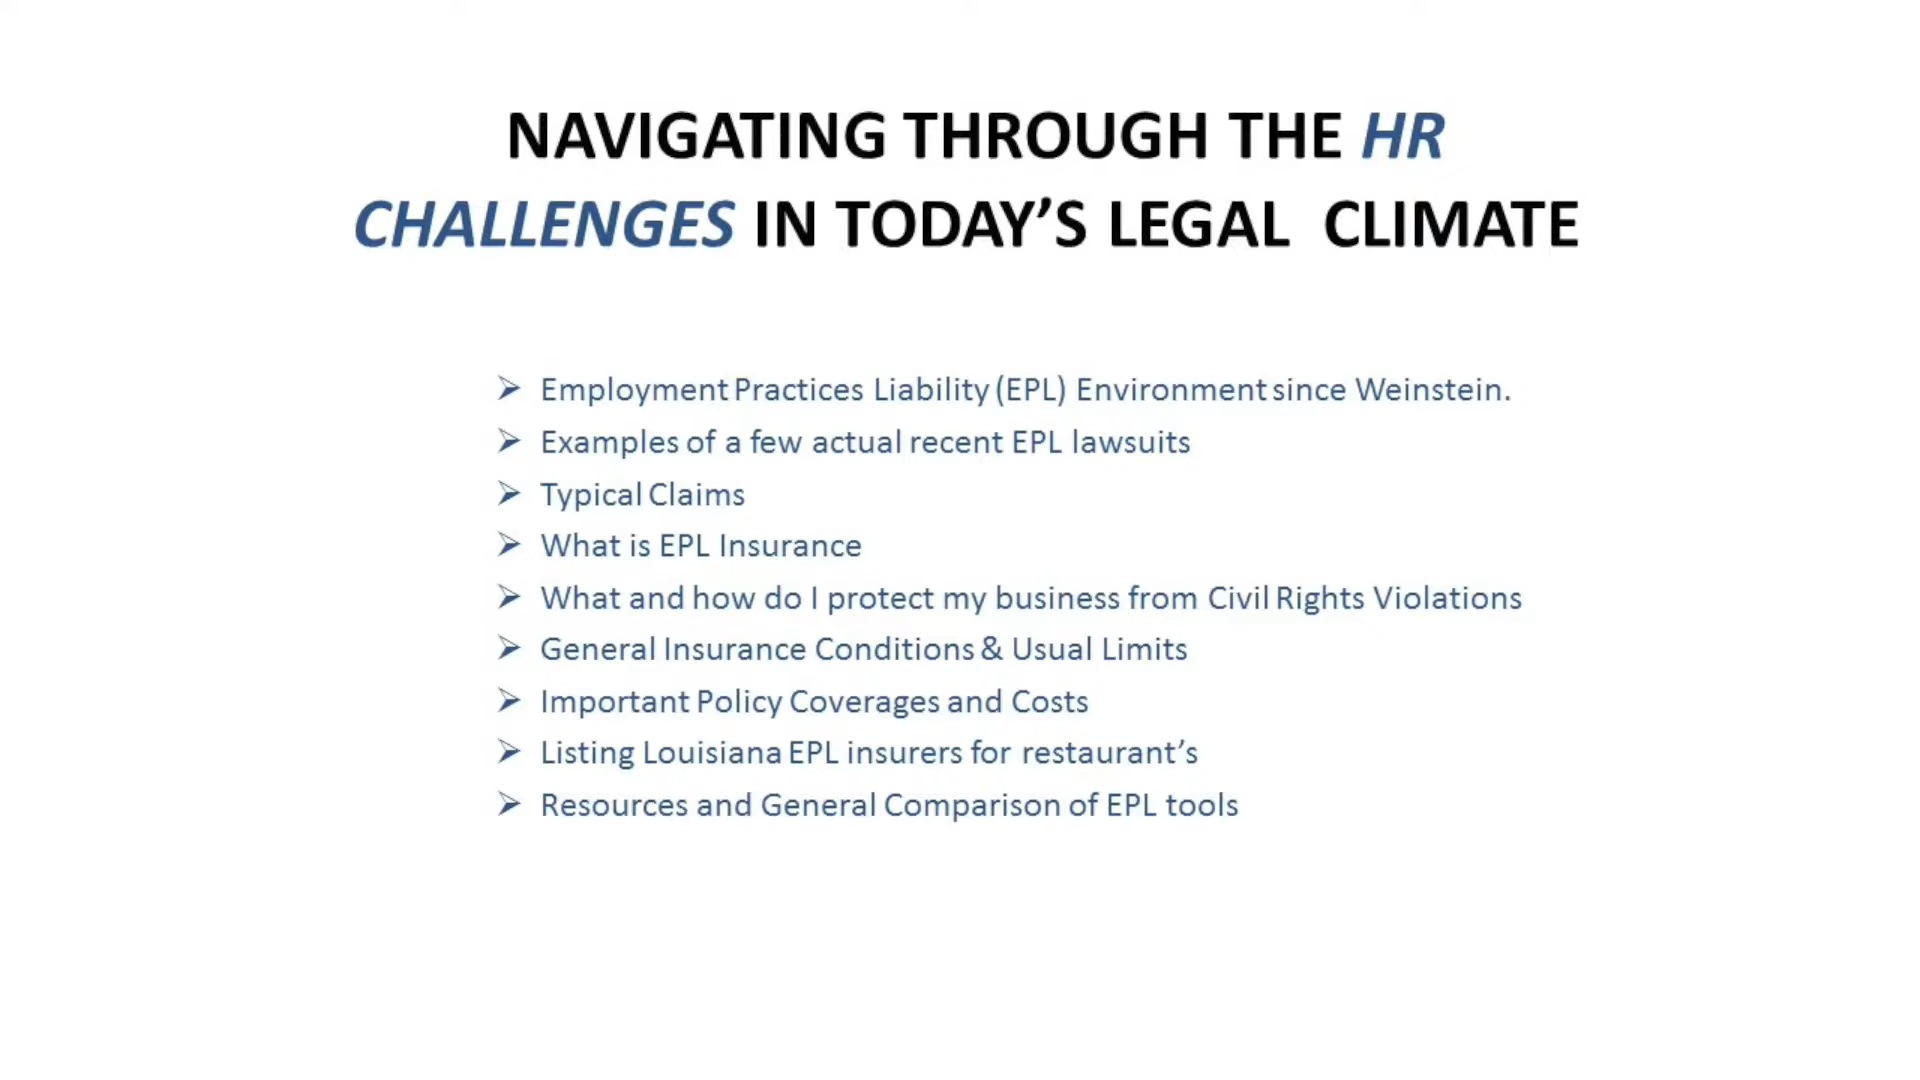 NAVIGATING THROUGH THE HR
CHALLENGES IN TODAY’S LEGAL CLIMATE
➢ Employment Practices Liability (EPL) Environment since Weinstein.
➢ Examples of a few actual recent EPL lawsuits
➢ Typical Claims
➢ What is EPL Insurance
➢ What and how do I protect my business from Civil Rights Violations
➢ General Insurance Conditions & Usual Limits
➢ Important Policy Coverages and Costs
➢ Listing Louisiana EPL insurers for restaurant’s
➢ Resources and General Comparison of EPL tools